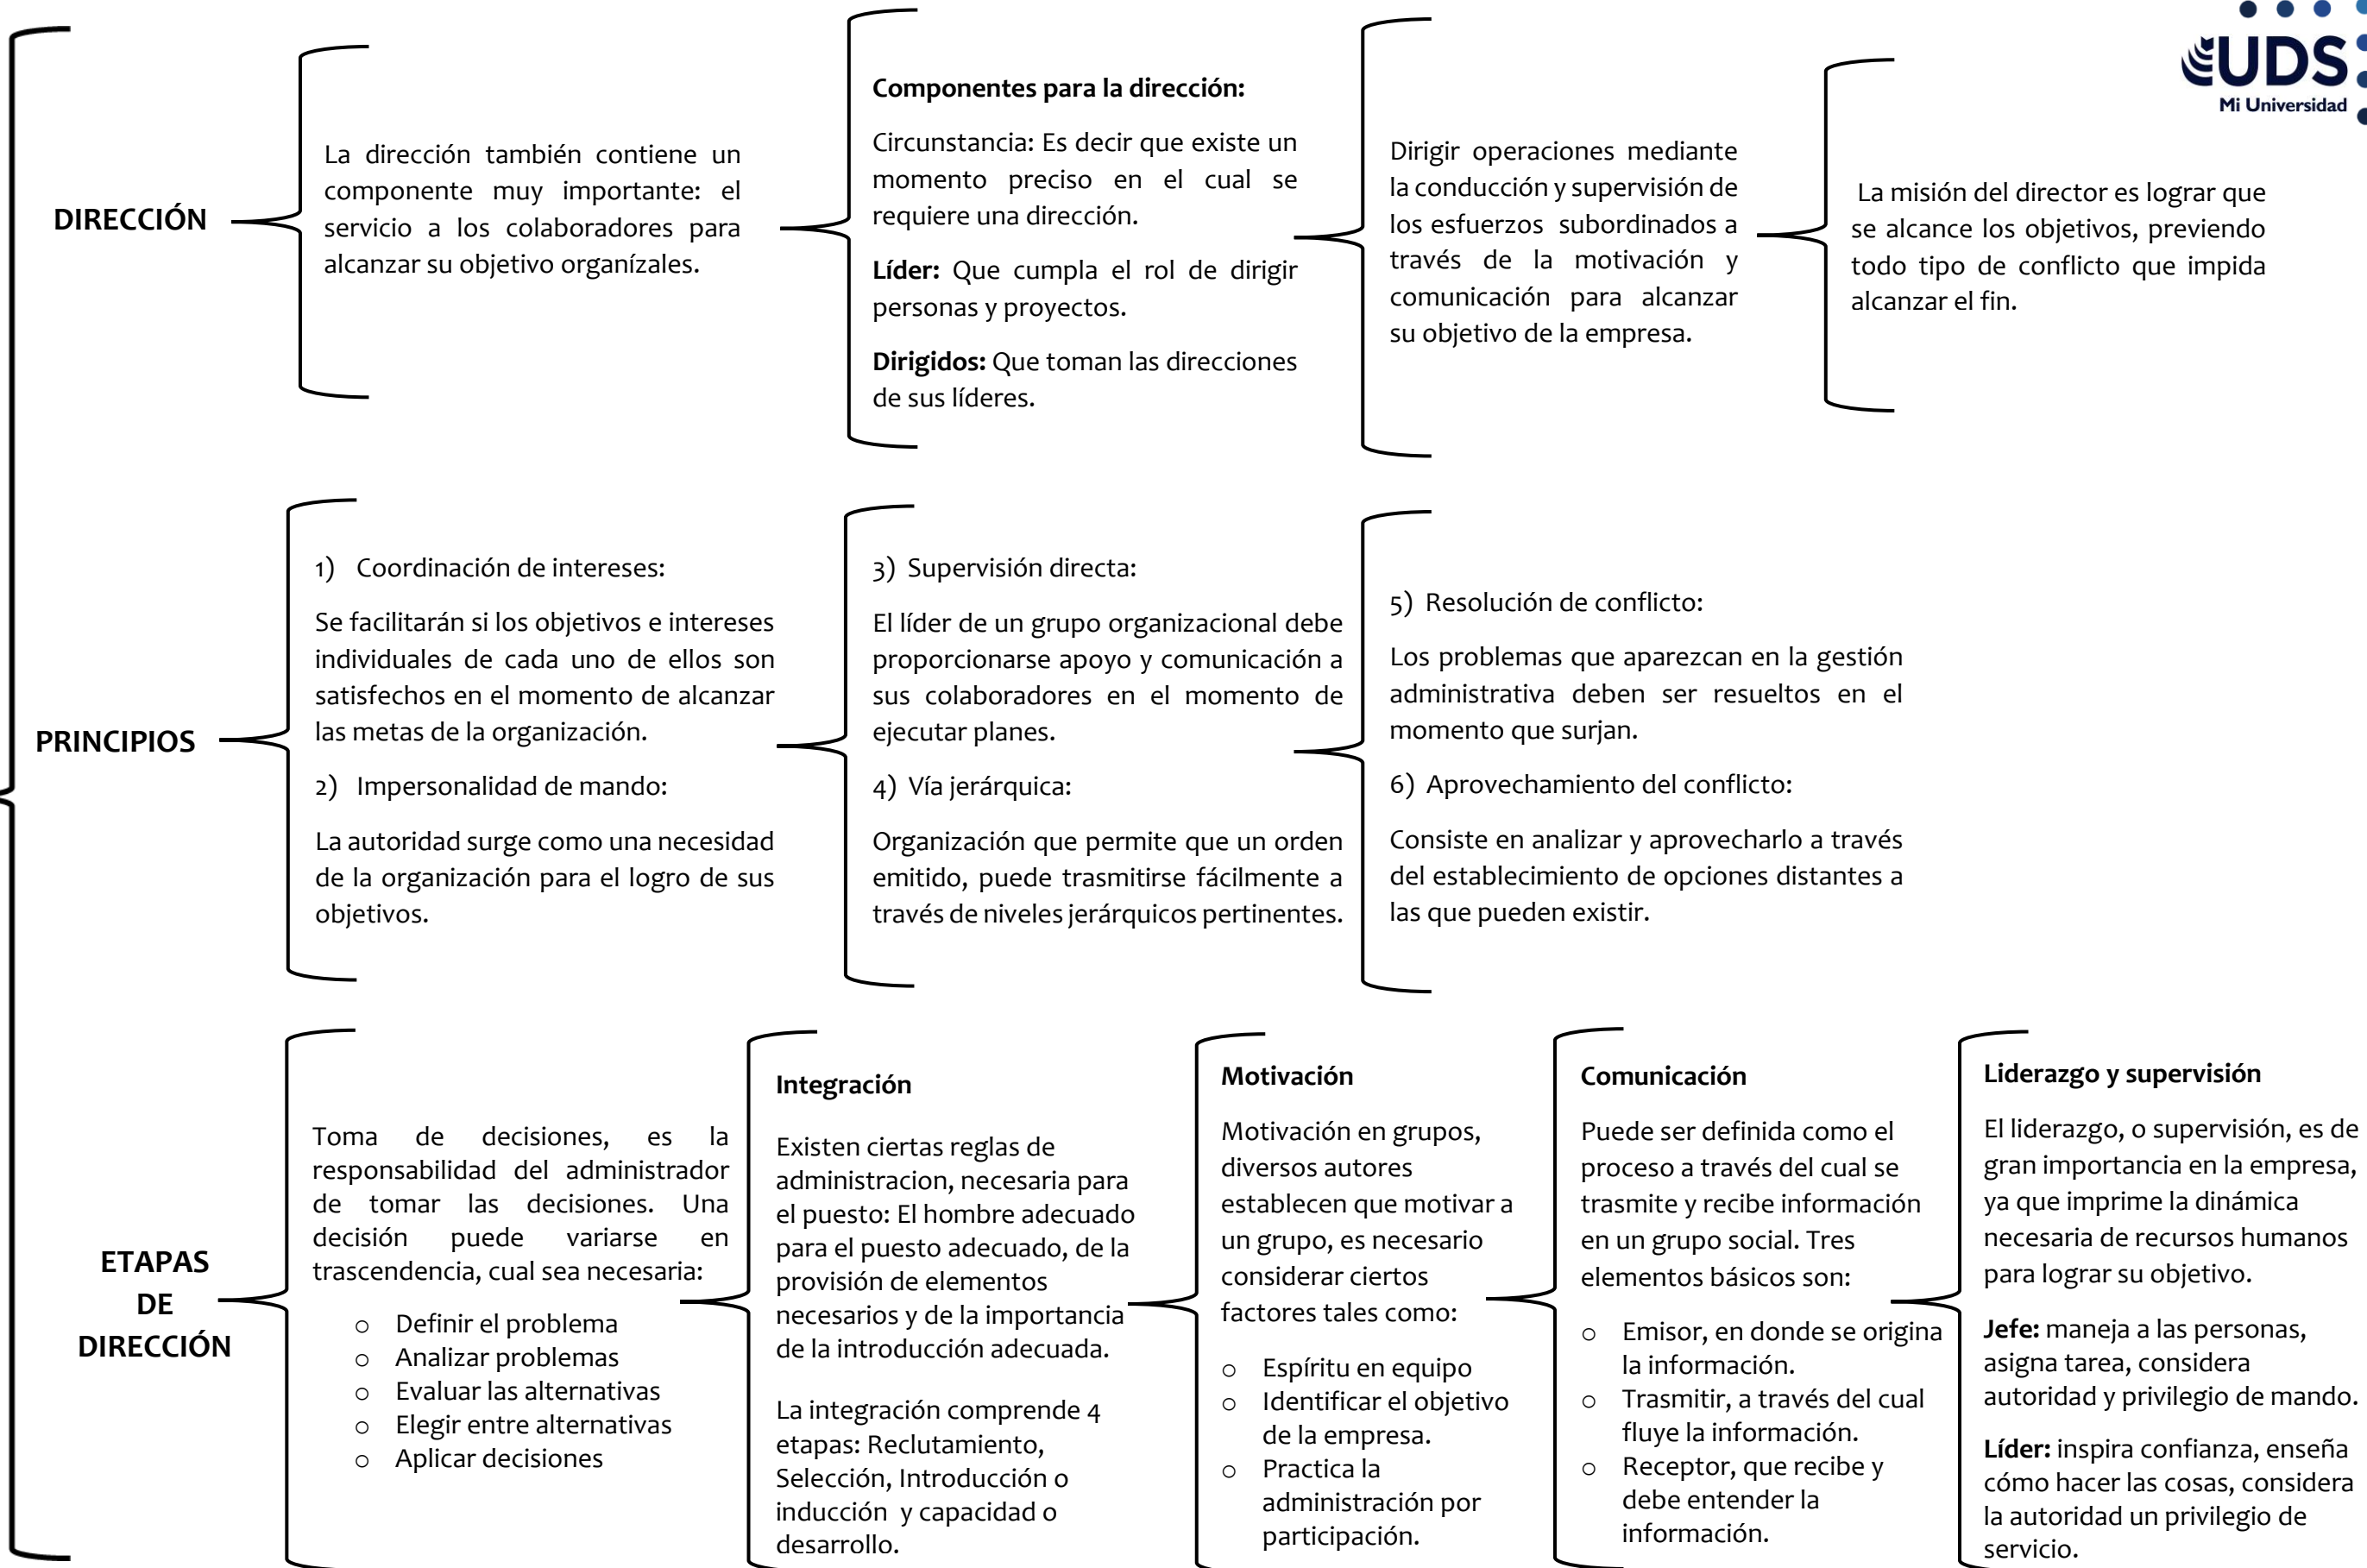 UDS
Mi Universidad
DIRECCIÓN
La dirección también contiene un
componente muy importante: el
servicio a los colaboradores para
alcanzar su objetivo organízales.
Componentes para la dirección:
Circunstancia: Es decir que existe un
momento preciso en el cual se
requiere una dirección.
Líder: Que cumpla el rol de dirigir
personas y proyectos.
Dirigidos: Que toman las direcciones
de sus líderes.
Dirigir operaciones mediante
la conducción y supervisión de
los esfuerzos subordinados a
través de la motivación y
comunicación para alcanzar
su objetivo de la empresa.
La misión del director es lograr que
se alcance los objetivos, previendo
todo tipo de conflicto que impida
alcanzar el fin.
PRINCIPIOS
1) Coordinación de intereses:
Se facilitarán si los objetivos e intereses
individuales de cada uno de ellos son
satisfechos en el momento de alcanzar
las metas de la organización.
2) Impersonalidad de mando:
La autoridad surge como una necesidad
de la organización para el logro de sus
objetivos.
3) Supervisión directa:
El líder de un grupo organizacional debe
proporcionarse apoyo y comunicación a
sus colaboradores en el momento de
ejecutar planes.
4) Vía jerárquica:
Organización que permite que un orden
emitido, puede trasmitirse fácilmente a
través de niveles jerárquicos pertinentes.
5) Resolución de conflicto:
Los problemas que aparezcan en la gestión
administrativa deben ser resueltos en el
momento que surjan.
6) Aprovechamiento del conflicto:
Consiste en analizar y aprovecharlo a través
del establecimiento de opciones distantes a
las que pueden existir.
ETAPAS
DE
DIRECCIÓN
Toma de decisiones, es la
responsabilidad del administrador
de tomar las decisiones. Una
decisión puede variarse en
trascendencia, cual sea necesaria:
o Definir el problema
o Analizar problemas
o Evaluar las alternativas
o Elegir entre alternativas
o Aplicar decisiones
Integración
Existen ciertas reglas de
administracion, necesaria para
el puesto: El hombre adecuado
para el puesto adecuado, de la
provisión de elementos
necesarios y de la importancia
de la introducción adecuada.
La integración comprende 4
etapas: Reclutamiento,
Selección, Introducción o
inducción y capacidad o
desarrollo.
Motivación
Motivación en grupos,
diversos autores
establecen que motivar a
un grupo, es necesario
considerar ciertos
factores tales como:
o Espíritu en equipo
o Identificar el objetivo
de la empresa.
o Practica la
administración por
participación.
Comunicación
Puede ser definida como el
proceso a través del cual se
trasmite y recibe información
en un grupo social. Tres
elementos básicos son:
o Emisor, en donde se origina
la información.
o Trasmitir, a través del cual
fluye la información.
o Receptor, que recibe y
debe entender la
información.
Liderazgo y supervisión
El liderazgo, o supervisión, es de
gran importancia en la empresa,
ya que imprime la dinámica
necesaria de recursos humanos
para lograr su objetivo.
Jefe: maneja a las personas,
asigna tarea, considera
autoridad y privilegio de mando.
Líder: inspira confianza, enseña
cómo hacer las cosas, considera
la autoridad un privilegio de
servicio.